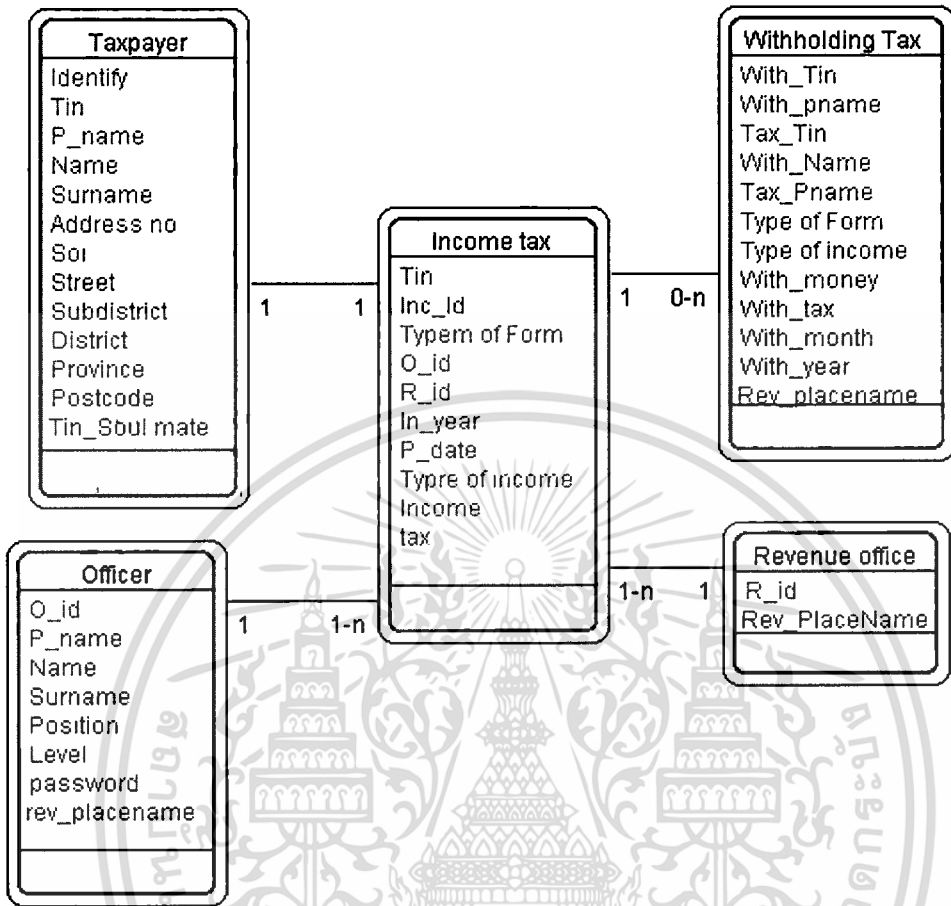 Taxpayer
Identify
Tin
P_name
Name
Surname
Address no
Soi
Street
Subdistrict
District
Province
Postcode
Tin_Soul mate
1
1
Income tax
Tin
Inc_Id
Typem of Form
O_id
R_id
In_year
P_date
Typre of income
Income
tax
1
0-n
Withholding Tax
With_Tin
With_pname
Tax_Tin
With_Name
Tax_Pname
Type of Form
Type of income
With_money
With_tax
With_month
With_year
Rev_placename
Officer
O_id
P_name
Name
Surname
Position
Level
password
rev_placename
1
1-n
1-n
1
Revenue office
R_id
Rev_PlaceName